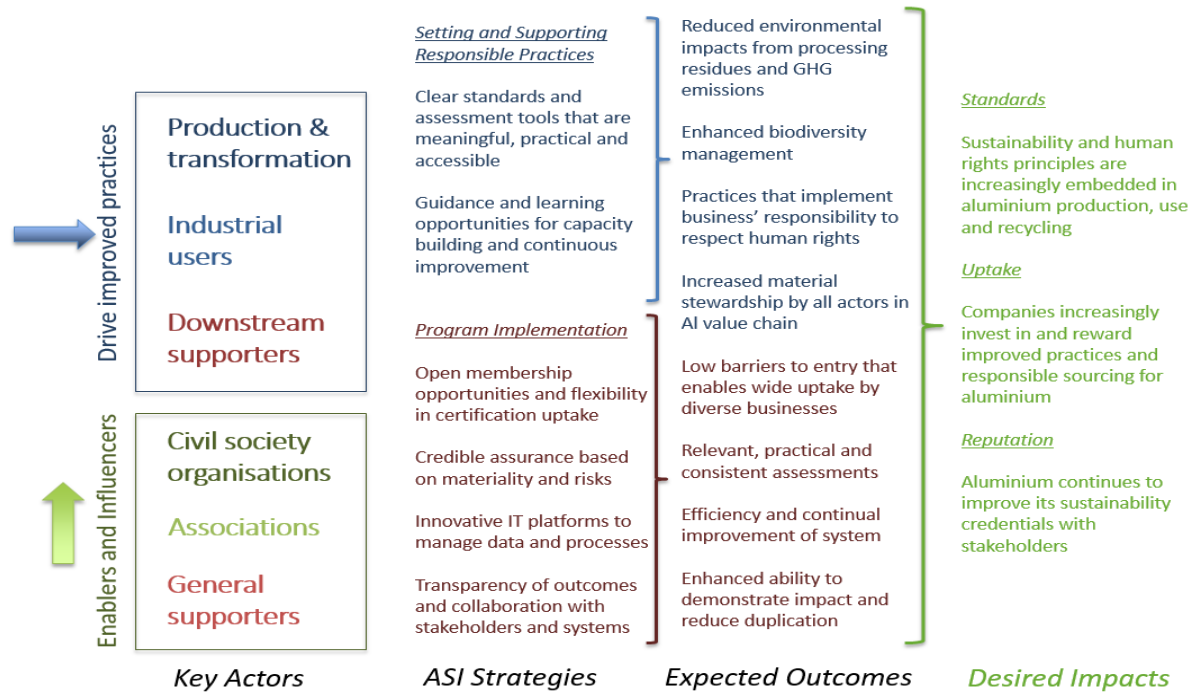 Drive improved practices
Production &
transformation
Industrial
users
Downstream
supporters
Enablers and Influencers
Civil society
organisations
Associations
General
supporters
Key Actors
Setting and Supporting
Responsible Practices
Clear standards and
assessment tools that are
meaningful, practical and
accessible
Guidance and learning
opportunities for capacity
building and continuous
improvement
Program Implementation
Open membership
opportunities and flexibility
in certification uptake
Credible assurance based
on materiality and risks
Innovative IT platforms to
manage data and processes
Transparency of outcomes
and collaboration with
stakeholders and systems
ASI Strategies
Reduced environmental
impacts from processing
residues and GHG
emissions
Enhanced biodiversity
management
Practices that implement
business’ responsibility to
respect human rights
Increased material
stewardship by all actors in
Al value chain
Low barriers to entry that
enables wide uptake by
diverse businesses
Relevant, practical and
consistent assessments
Efficiency and continual
improvement of system
Enhanced ability to
demonstrate impact and
reduce duplication
Expected Outcomes
Standards
Sustainability and human
rights principles are
increasingly embedded in
aluminium production, use
and recycling
Uptake
Companies increasingly
invest in and reward
improved practices and
responsible sourcing for
aluminium
Reputation
Aluminium continues to
improve its sustainability
credentials with
stakeholders
Desired Impacts